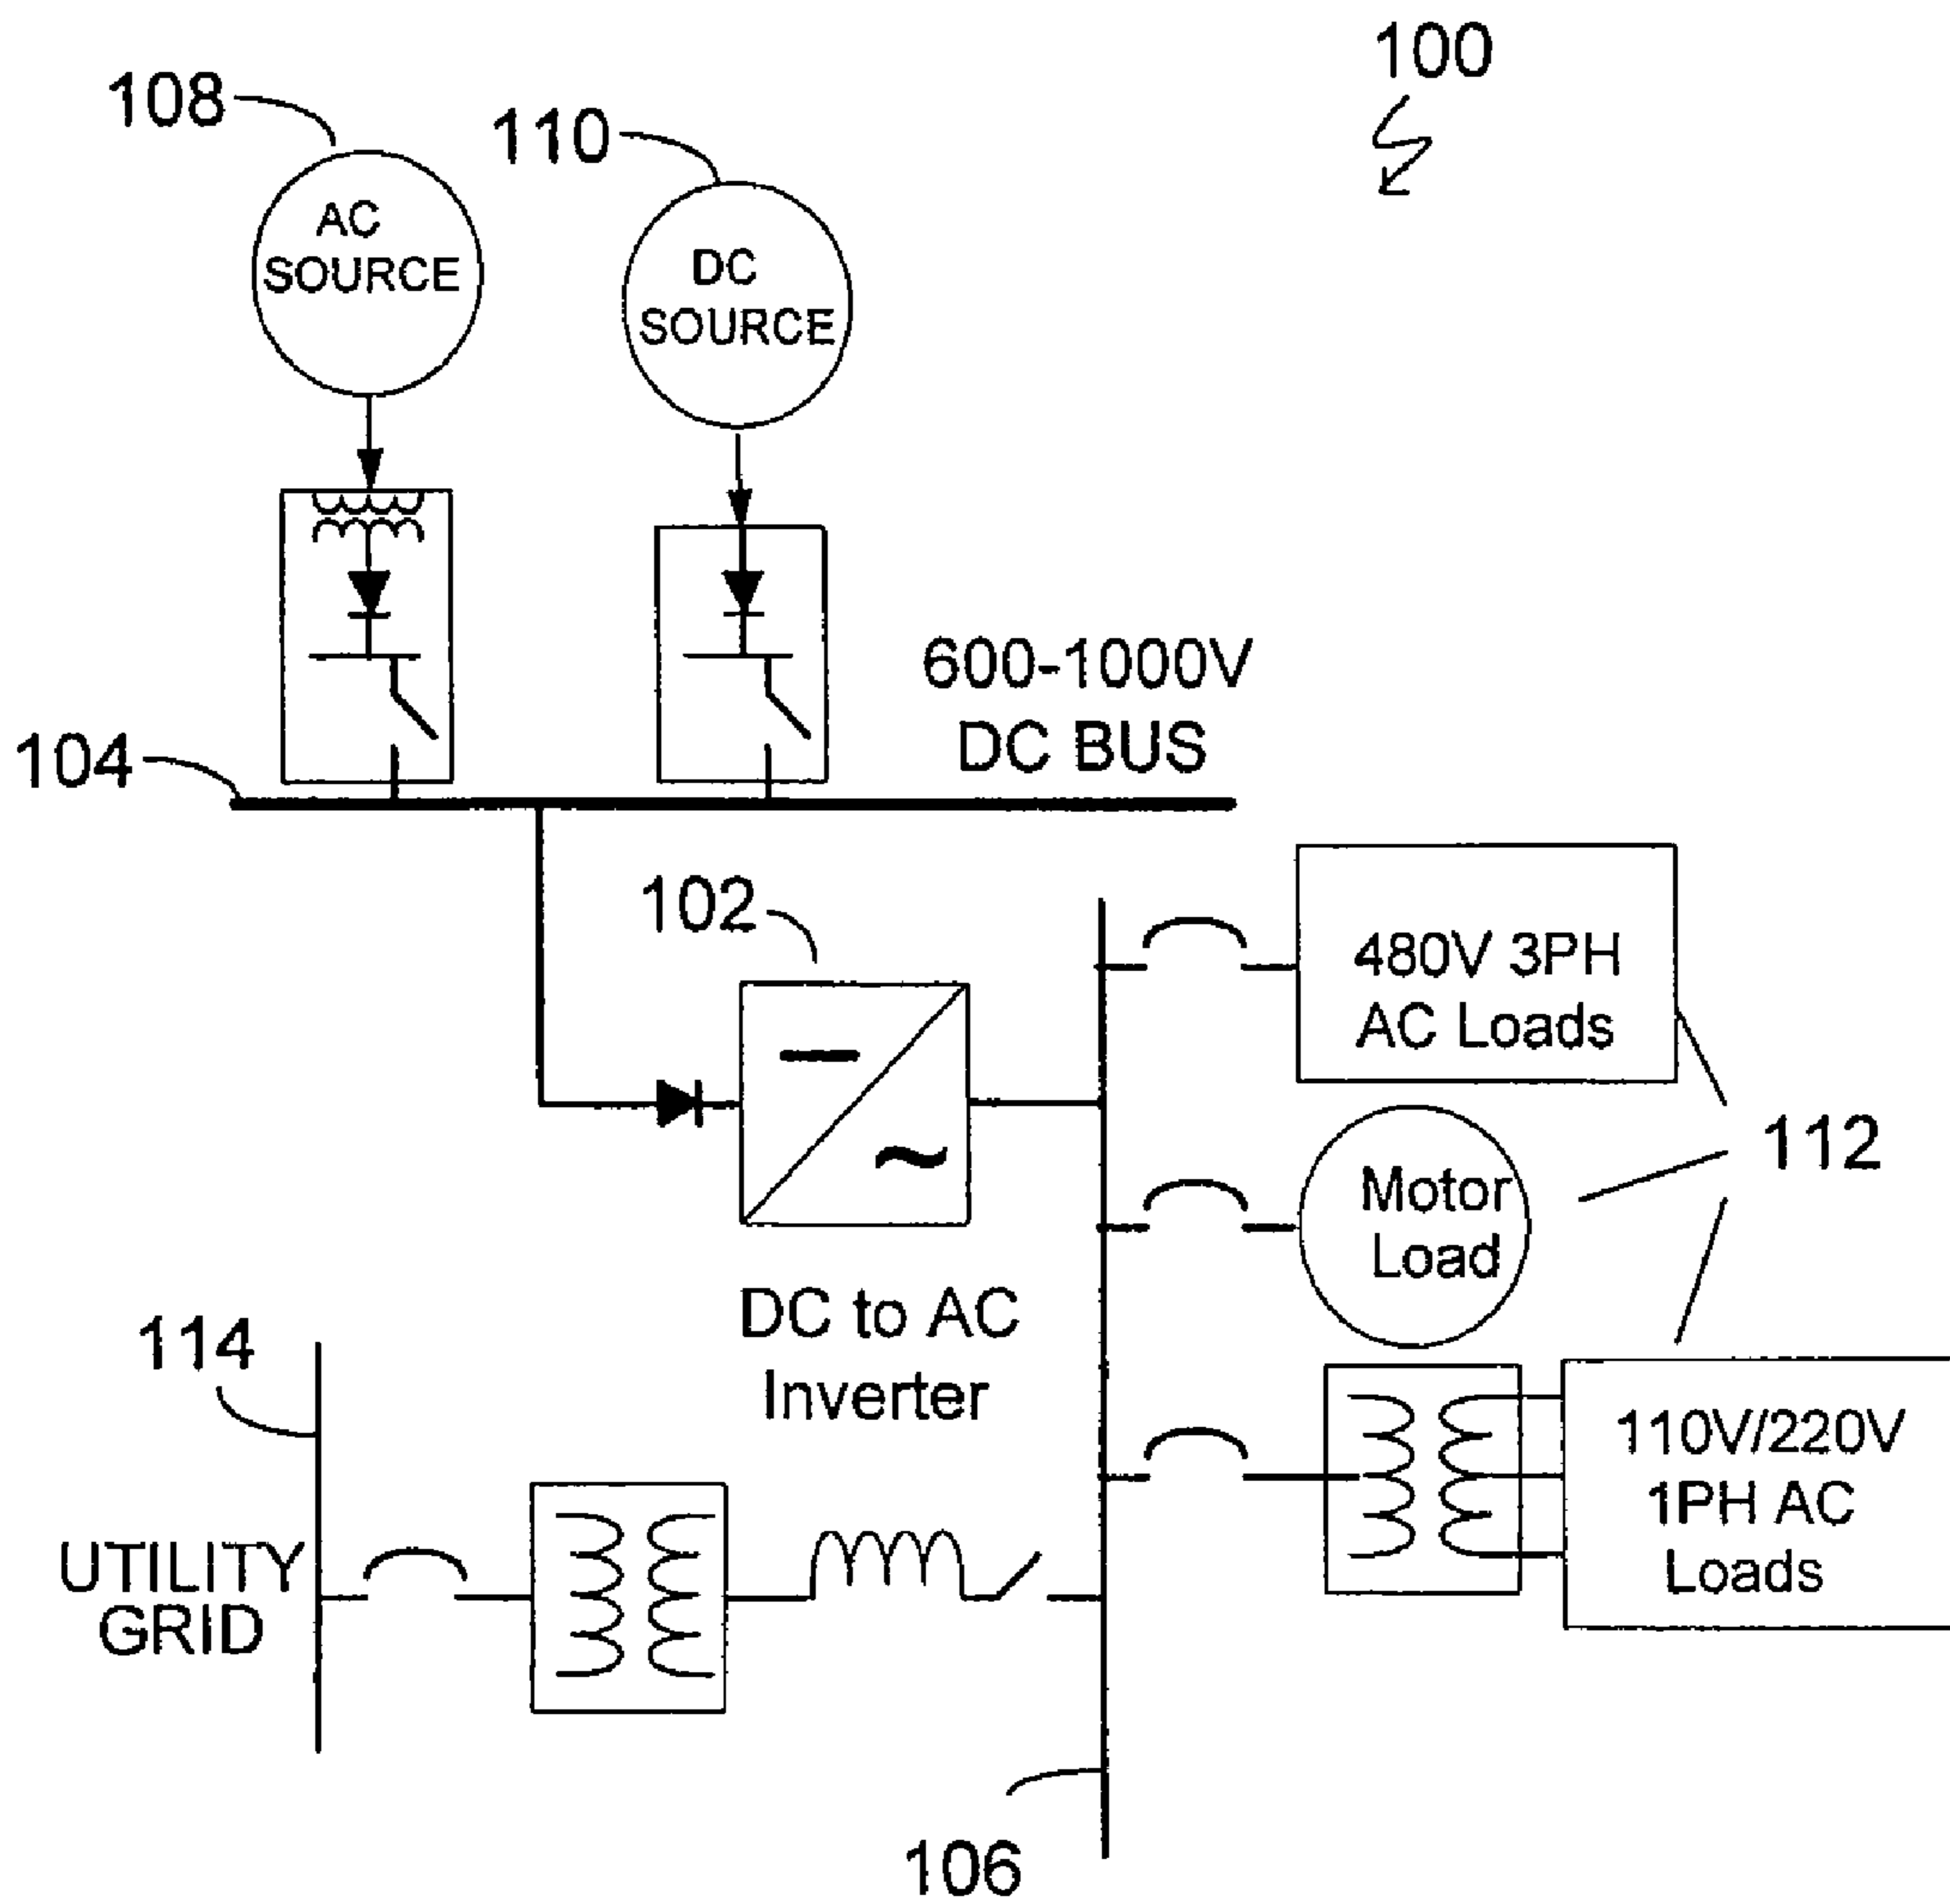 100
108
110
AC
SOURCE
DC
SOURCE
600-1000V
DC BUS
104
102
480V 3PH
AC Loads
112
Motor
Load
DC to AC
Inverter
114
110V/220V
1PH AC
Loads
UTILITY
GRID
106